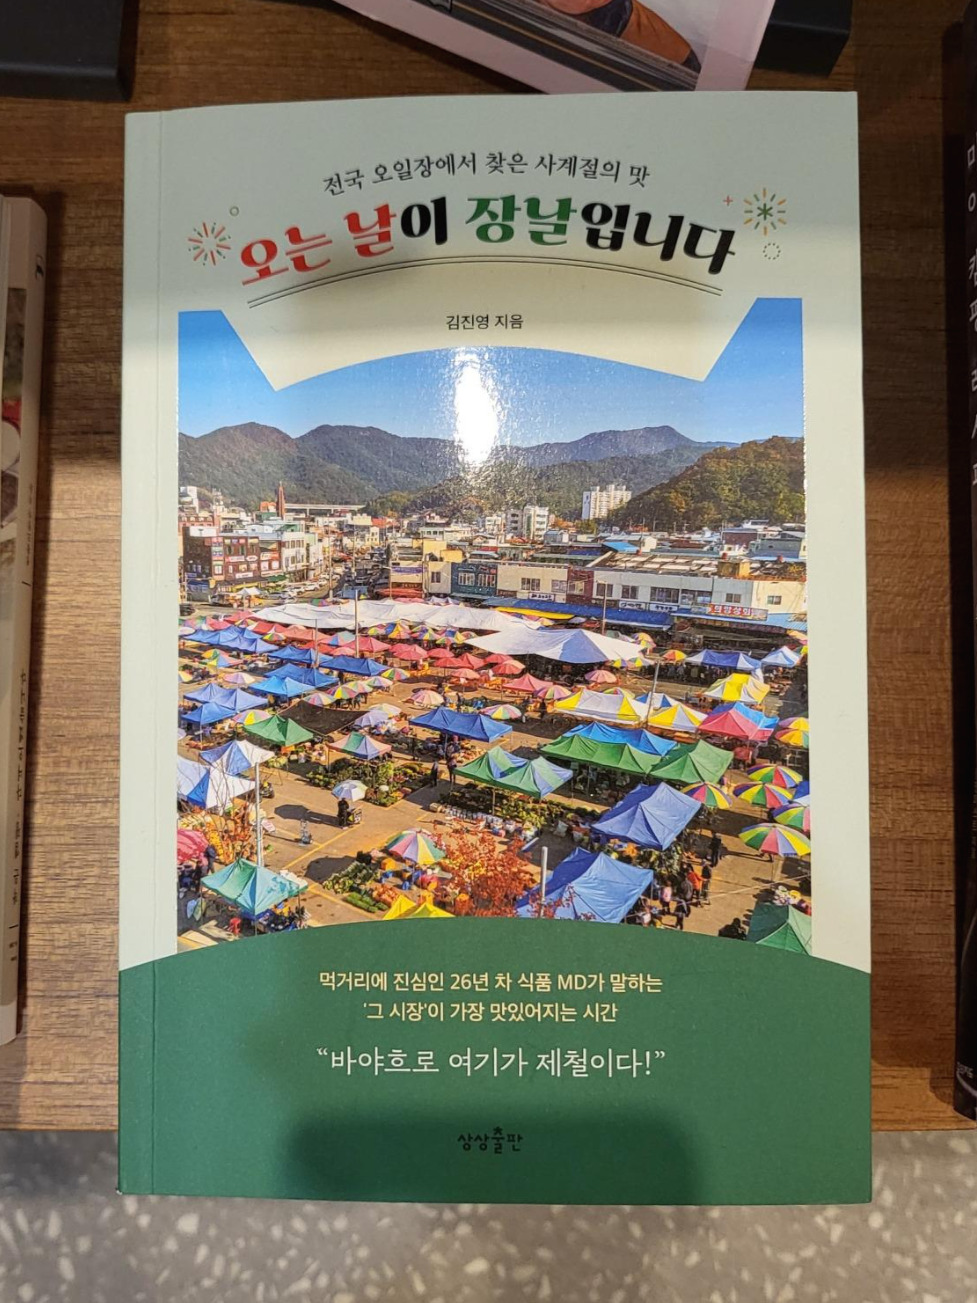 전국 오일장에서 찾은 사계절의 맛
오는 날이 장날입니다
김진영 지음
먹거리에 진심인 26년 차 식품 MD가 말하는
'그 시장'이 가장 맛있어지는 시간
“바야흐로 여기가 제철이다!”
상상출판